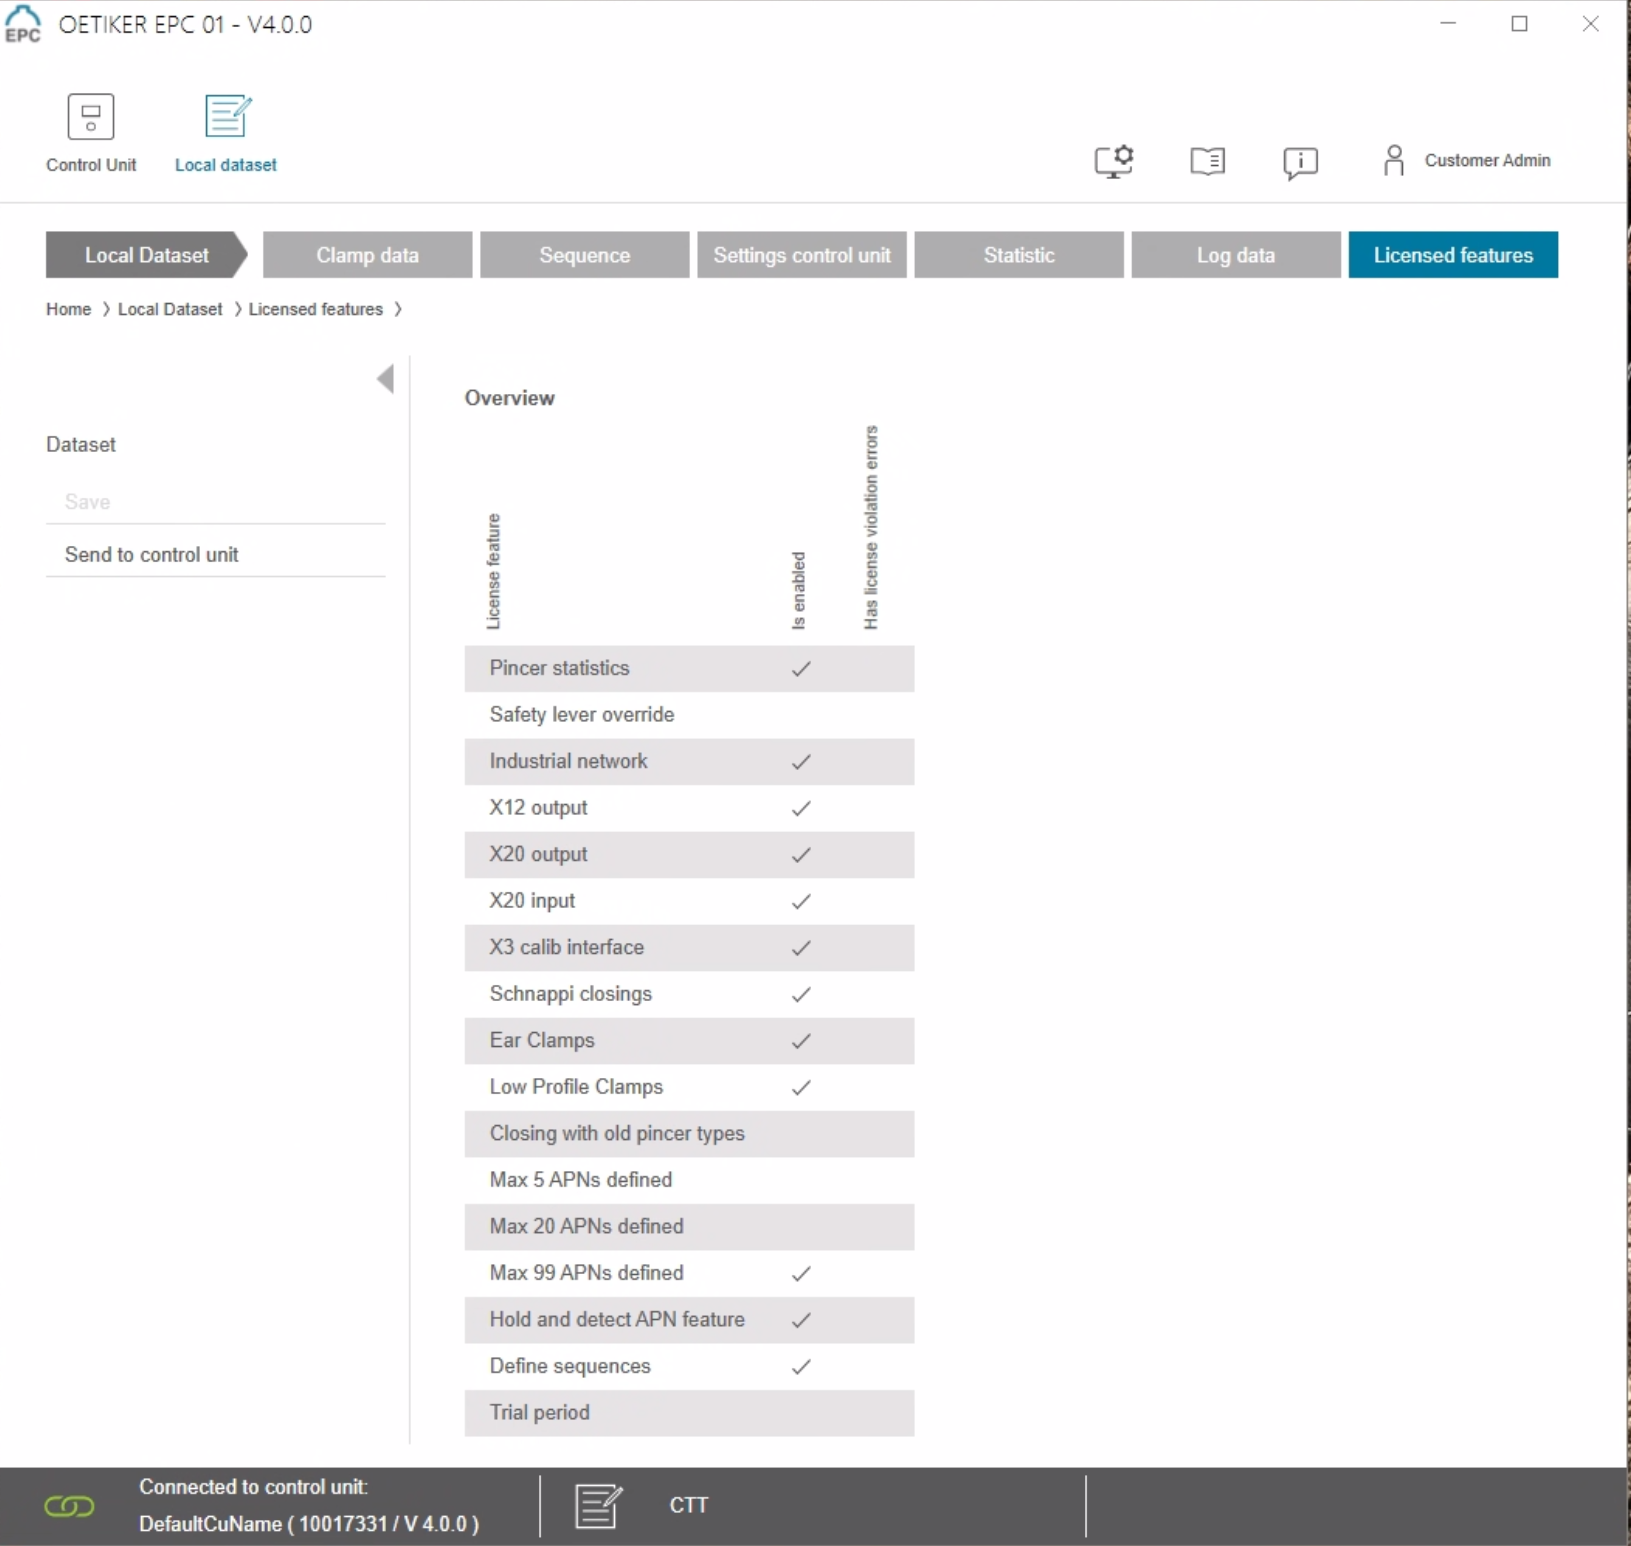 EPC
OETIKER EPC 01 - V4.0.0
Control Unit
Local dataset
Customer Admin
Local Dataset
Clamp data
Sequence
Settings control unit
Statistic
Log data
Licensed features
Home
Local Dataset
Licensed features
Overview
Dataset
Save
Send to control unit
License feature
Is enabled
Has license violation errors
Pincer statistics
Safety lever override
Industrial network
X12 output
X20 output
X20 input
X3 calib interface
Schnappi closings
Ear Clamps
Low Profile Clamps
Closing with old pincer types
Max 5 APNs defined
Max 20 APNs defined
Max 99 APNs defined
Hold and detect APN feature
Define sequences
Trial period
Connected to control unit:
DefaultCuName ( 10017331 / V 4.0.0 )
CTT